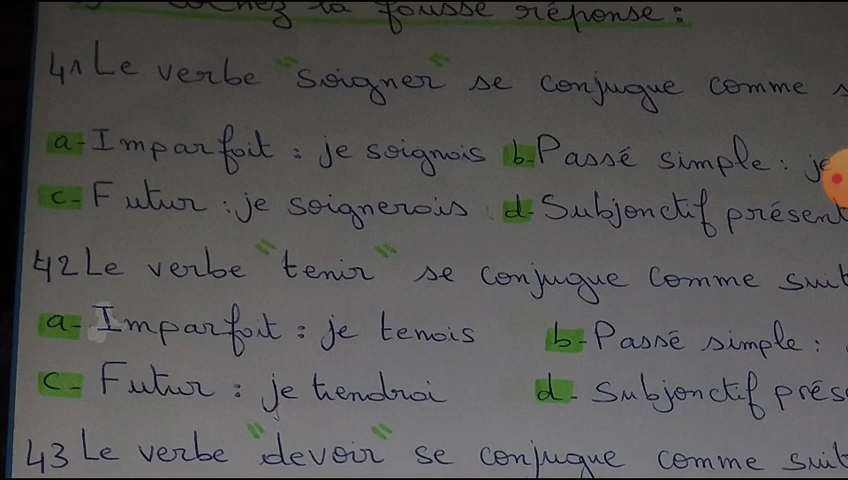 cochez la fausse réponse :
41 Le verbe "soigner" se conjugue comme s
a- Imparfait : je soignais b- Passé simple : je
c- Futur : je soignerais d- Subjonctif présent
42 Le verbe "tenir" se conjugue comme suit
a- Imparfait : je tenais b- Passé simple :
c- Futur : je tiendrai d- Subjonctif prés
43 Le verbe "devoir" se conjugue comme suit